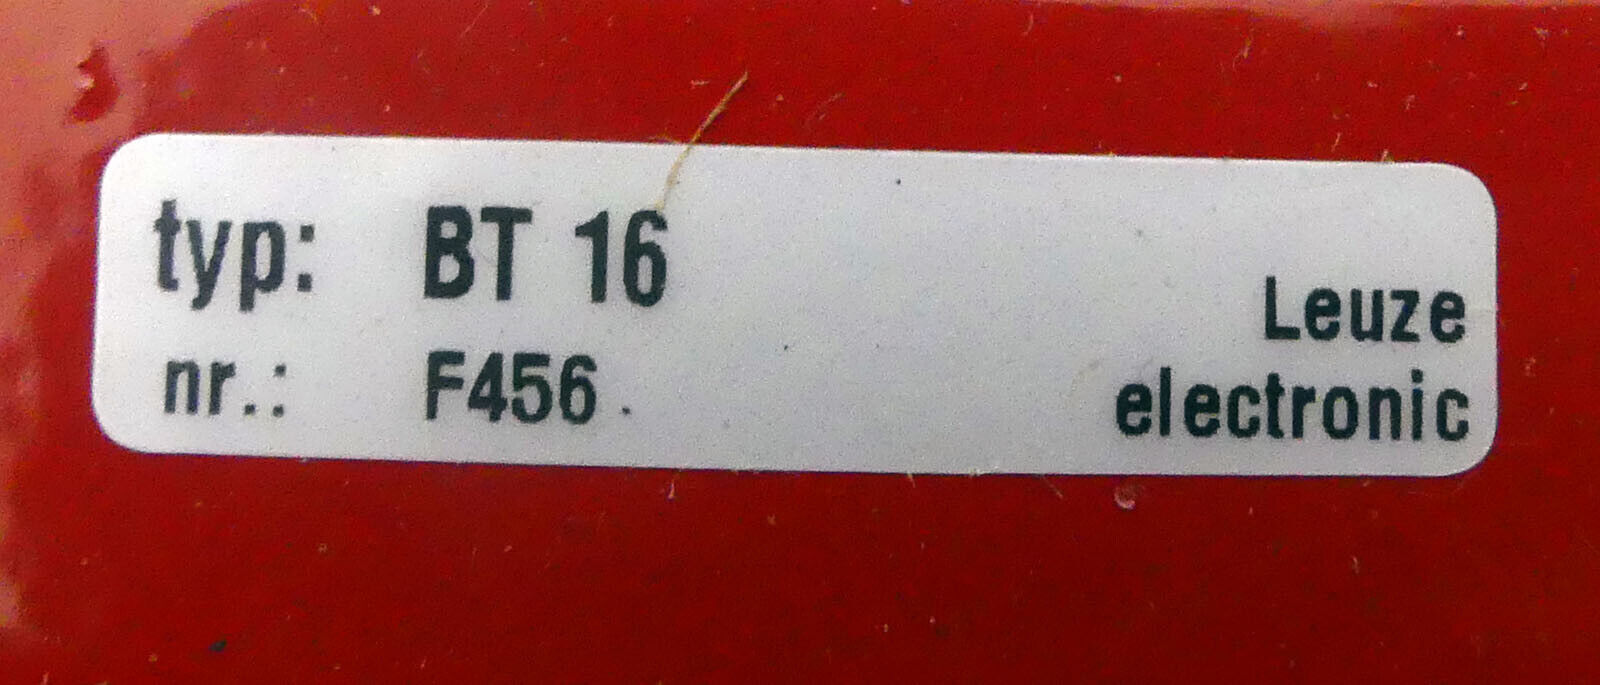 typ: BT 16
nr.: F456
Leuze
electronic